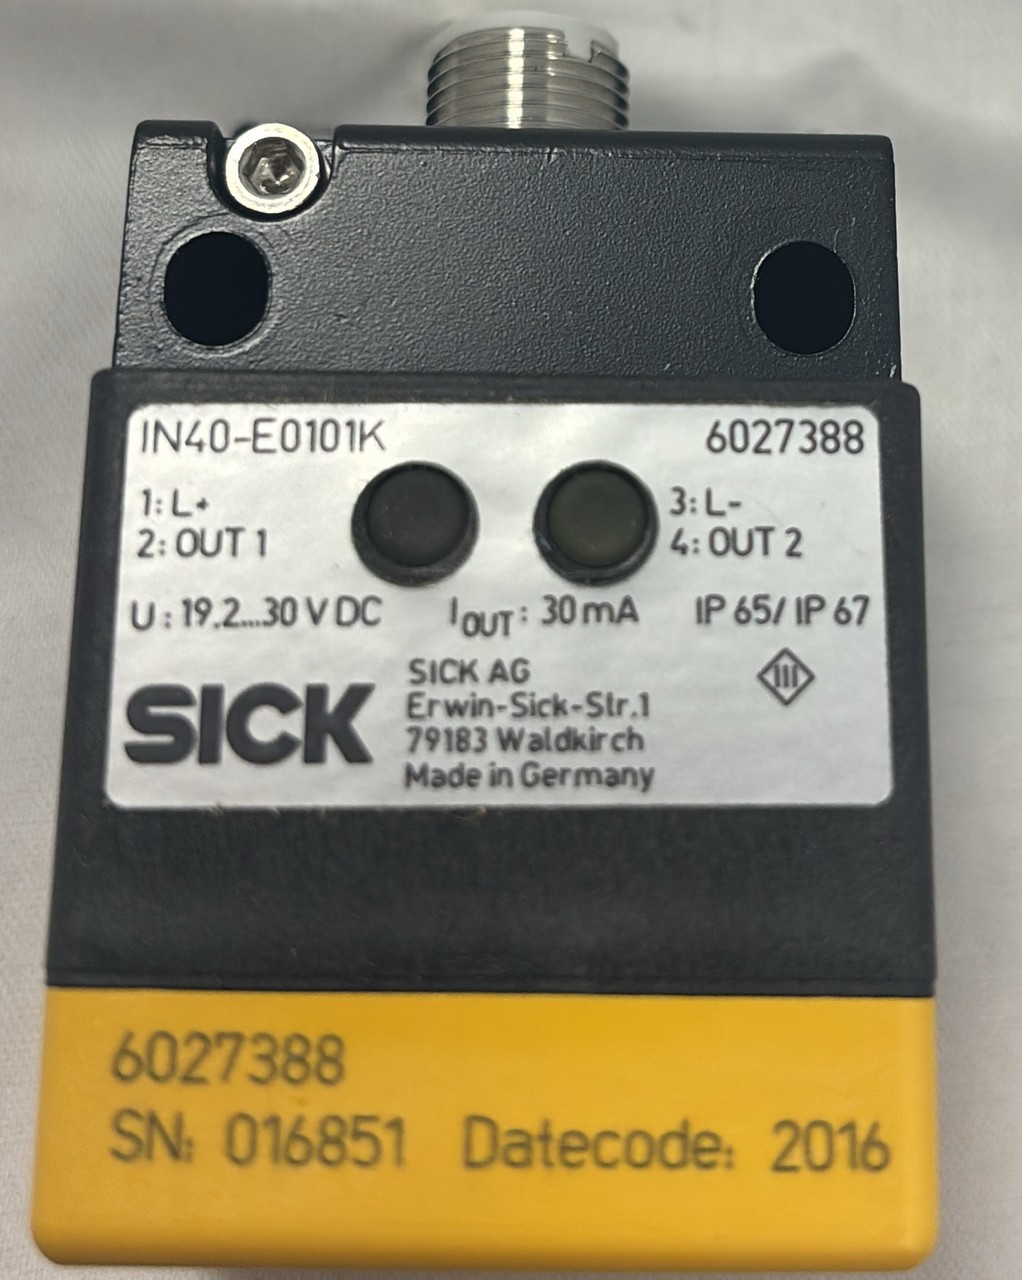 IN40-E0101K 6027388
1: L+ 3: L-
2: OUT 1 4: OUT 2
U : 19,2...30 V DC IOUT: 30 mA IP 65/ IP 67
SICK
SICK AG
Erwin-Sick-Str.1
79183 Waldkirch
Made in Germany
III
6027388
SN: 016851 Datecode: 2016